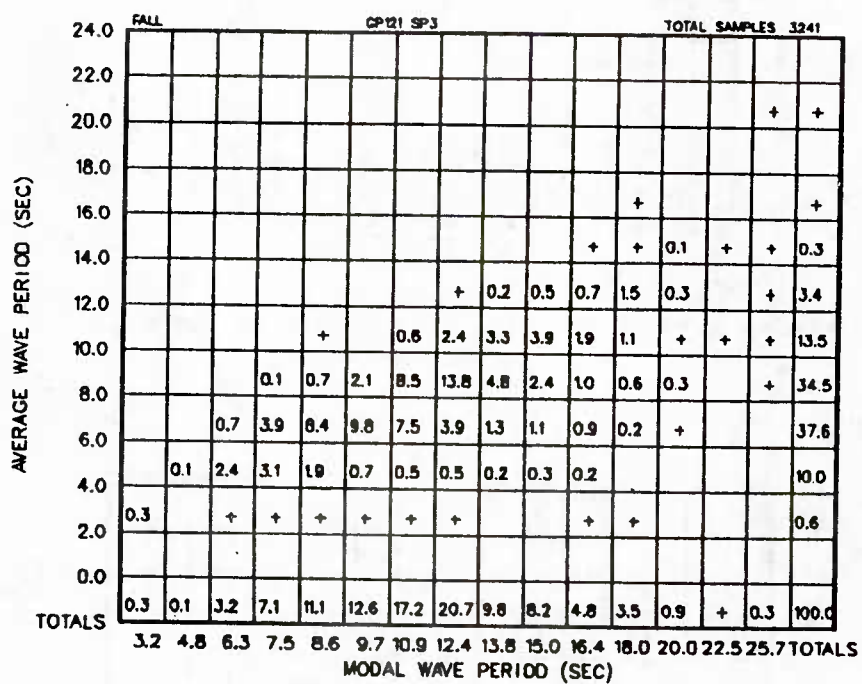 FALL GP121 SP3 TOTAL SAMPLES 3241
24.0
22.0
+ +
20.0
18.0
+ +
16.0
+ + 0.1 + + 0.3
14.0
+ 0.2 0.5 0.7 1.5 0.3 + 3.4
12.0
+ 0.6 2.4 3.3 3.9 1.9 1.1 + + + 13.5
10.0
0.1 0.7 2.1 8.5 13.8 4.8 2.4 1.0 0.6 0.3 + 34.5
8.0
0.7 3.9 8.4 9.8 7.5 3.9 1.3 1.1 0.9 0.2 + 37.6
6.0
0.1 2.4 3.1 1.9 0.7 0.5 0.5 0.2 0.3 0.2 10.0
4.0
0.3 + + + + + + + + 0.6
2.0
0.0
TOTALS 0.3 0.1 3.2 7.1 11.1 12.6 17.2 20.7 9.8 8.2 4.8 3.5 0.9 + 0.3 100.0
3.2 4.8 6.3 7.5 8.6 9.7 10.9 12.4 13.8 15.0 16.4 18.0 20.0 22.5 25.7 TOTALS
MODAL WAVE PERIOD (SEC)
AVERAGE WAVE PERIOD (SEC)